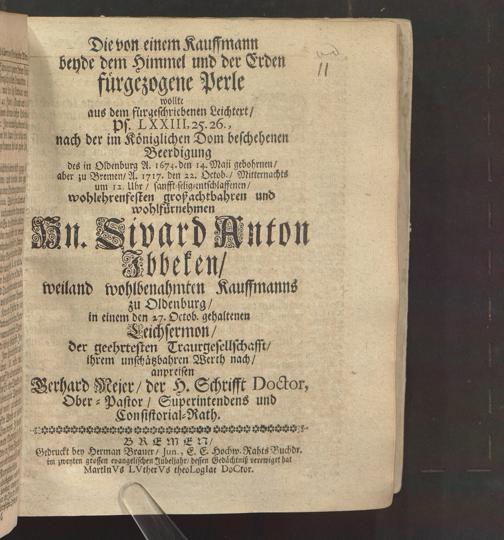 11
Die von einem Kauffmann
beyde dem Himmel und der Erden
fürgezogene Perle
wollte
aus dem fürgeschriebenen Leichtext/
Ps. LXXIII, 25. 26.,
nach der im Königlichen Dom beschehenen
Beerdigung
des in Oldenburg A. 1674. den 14. Maji gebohrnen/
aber zu Bremen/ A. 1717. den 22. Octob./ Mitternachts
um 12. Uhr/ sanfft-selig-entschlaffenen/
wohlehrenfesten großachtbahren und
wohlfürnehmen
Hn. Sivard Anton
Ibbeken/
weiland wohlbenahmten Kauffmanns
zu Oldenburg/
in einem den 27. Octob. gehaltenen
Leichsermon/
der geehrtesten Traurgesellschafft/
ihrem unschätzbahren Werth nach/
anpreisen
Gerhard Meier/ der H. Schrifft Doctor,
Ober-Pastor/ Superintendens und
Consistorial-Rath.
BREMEN/
Gedruckt bey Herman Brauer/ Jun., E. E. Hochw. Rahts Buchdr.
im zweyten grossen evangelischen Jubeljahr/ dessen Gedächtniß verewiget hat
MartInVs LVtherVs theoLogIae DoCtor.